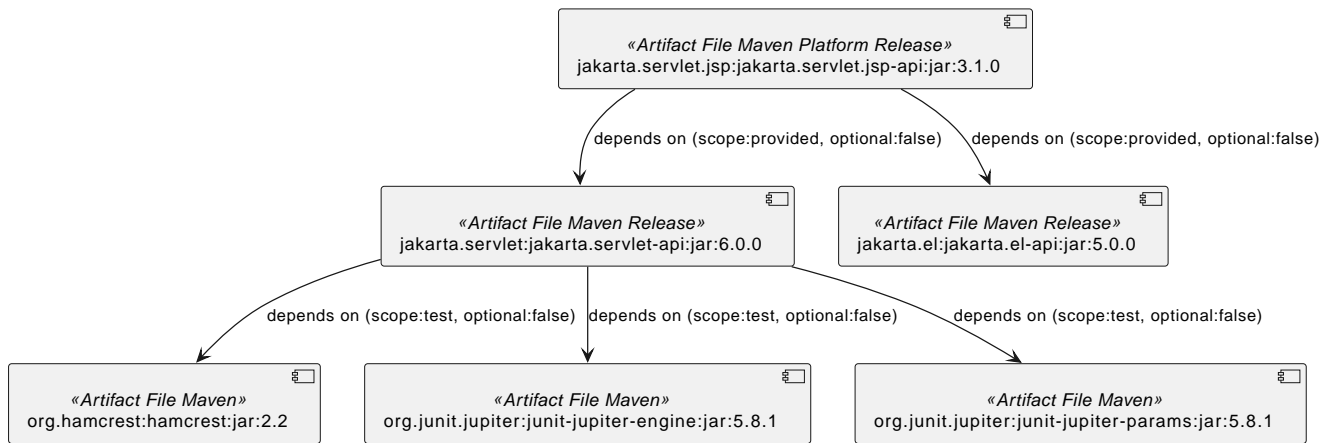 «Artifact File Maven Platform Release»
jakarta.servlet.jsp:jakarta.servlet.jsp-api:jar:3.1.0
depends on (scope:provided, optional:false)
depends on (scope:provided, optional:false)
«Artifact File Maven Release»
jakarta.servlet:jakarta.servlet-api:jar:6.0.0
«Artifact File Maven Release»
jakarta.el:jakarta.el-api:jar:5.0.0
depends on (scope:test, optional:false)
depends on (scope:test, optional:false)
depends on (scope:test, optional:false)
«Artifact File Maven»
org.hamcrest:hamcrest:jar:2.2
«Artifact File Maven»
org.junit.jupiter:junit-jupiter-engine:jar:5.8.1
«Artifact File Maven»
org.junit.jupiter:junit-jupiter-params:jar:5.8.1